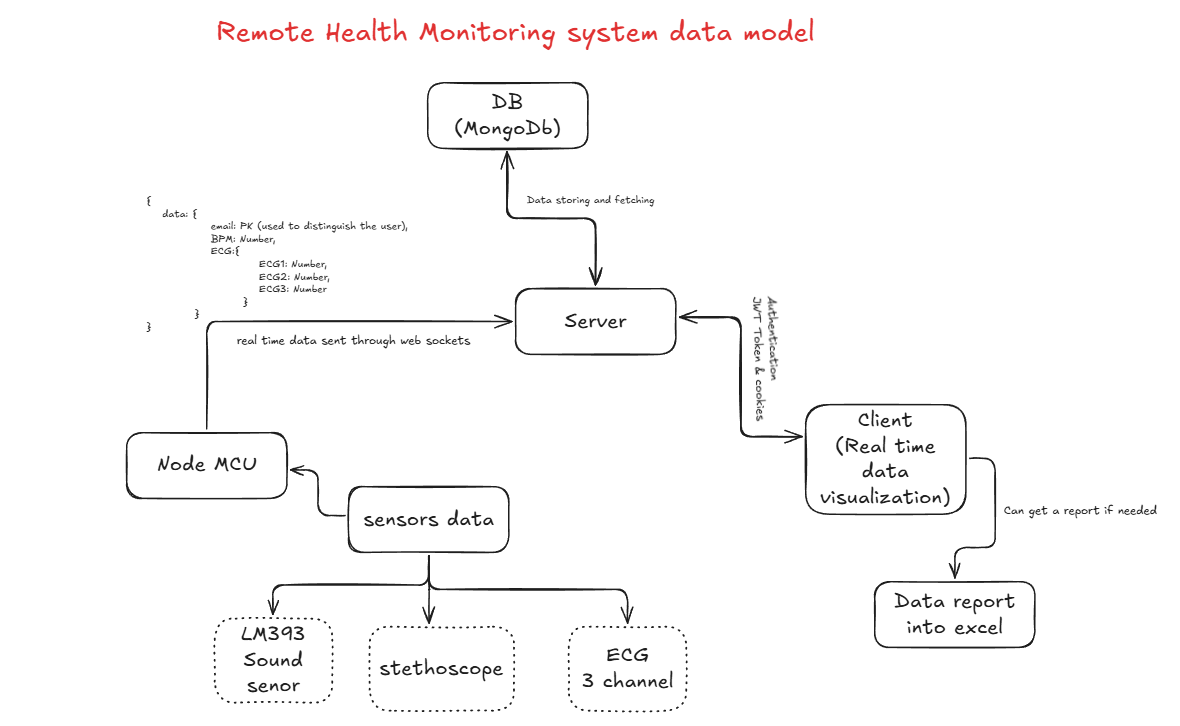 Remote Health Monitoring system data model
DB
(MongoDb)
Data storing and fetching
{
data: {
email: PK (used to distinguish the user),
BPM: Number,
ECG:{
ECG1: Number,
ECG2: Number,
ECG3: Number
}
}
}
Server
real time data sent through web sockets
Authentication
JWT Token & cookies
Client
(Real time
data
visualization)
Node MCU
sensors data
Can get a report if needed
Data report
into excel
LM393
Sound
senor
stethoscope
ECG
3 channel